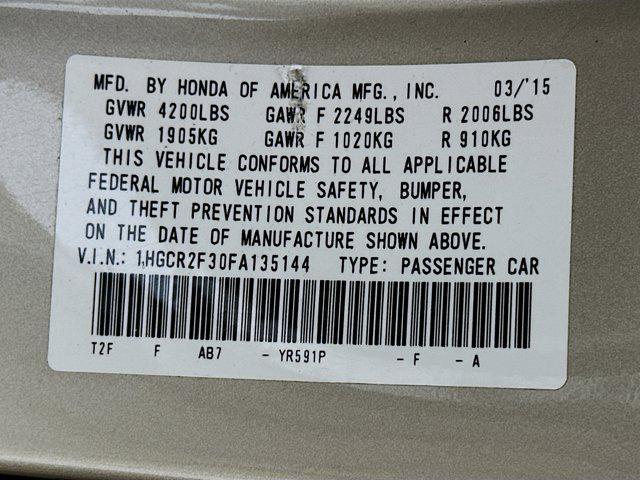 MFD. BY HONDA OF AMERICA MFG., INC. 03/'15
GVWR 4200LBS GAWR F 2249LBS R 2006LBS
GVWR 1905KG GAWR F 1020KG R 910KG
THIS VEHICLE CONFORMS TO ALL APPLICABLE
FEDERAL MOTOR VEHICLE SAFETY, BUMPER,
AND THEFT PREVENTION STANDARDS IN EFFECT
ON THE DATE OF MANUFACTURE SHOWN ABOVE.
V.I.N.: 1HGCR2F30FA135144 TYPE: PASSENGER CAR
T2F F AB7 - YR591P - F - A